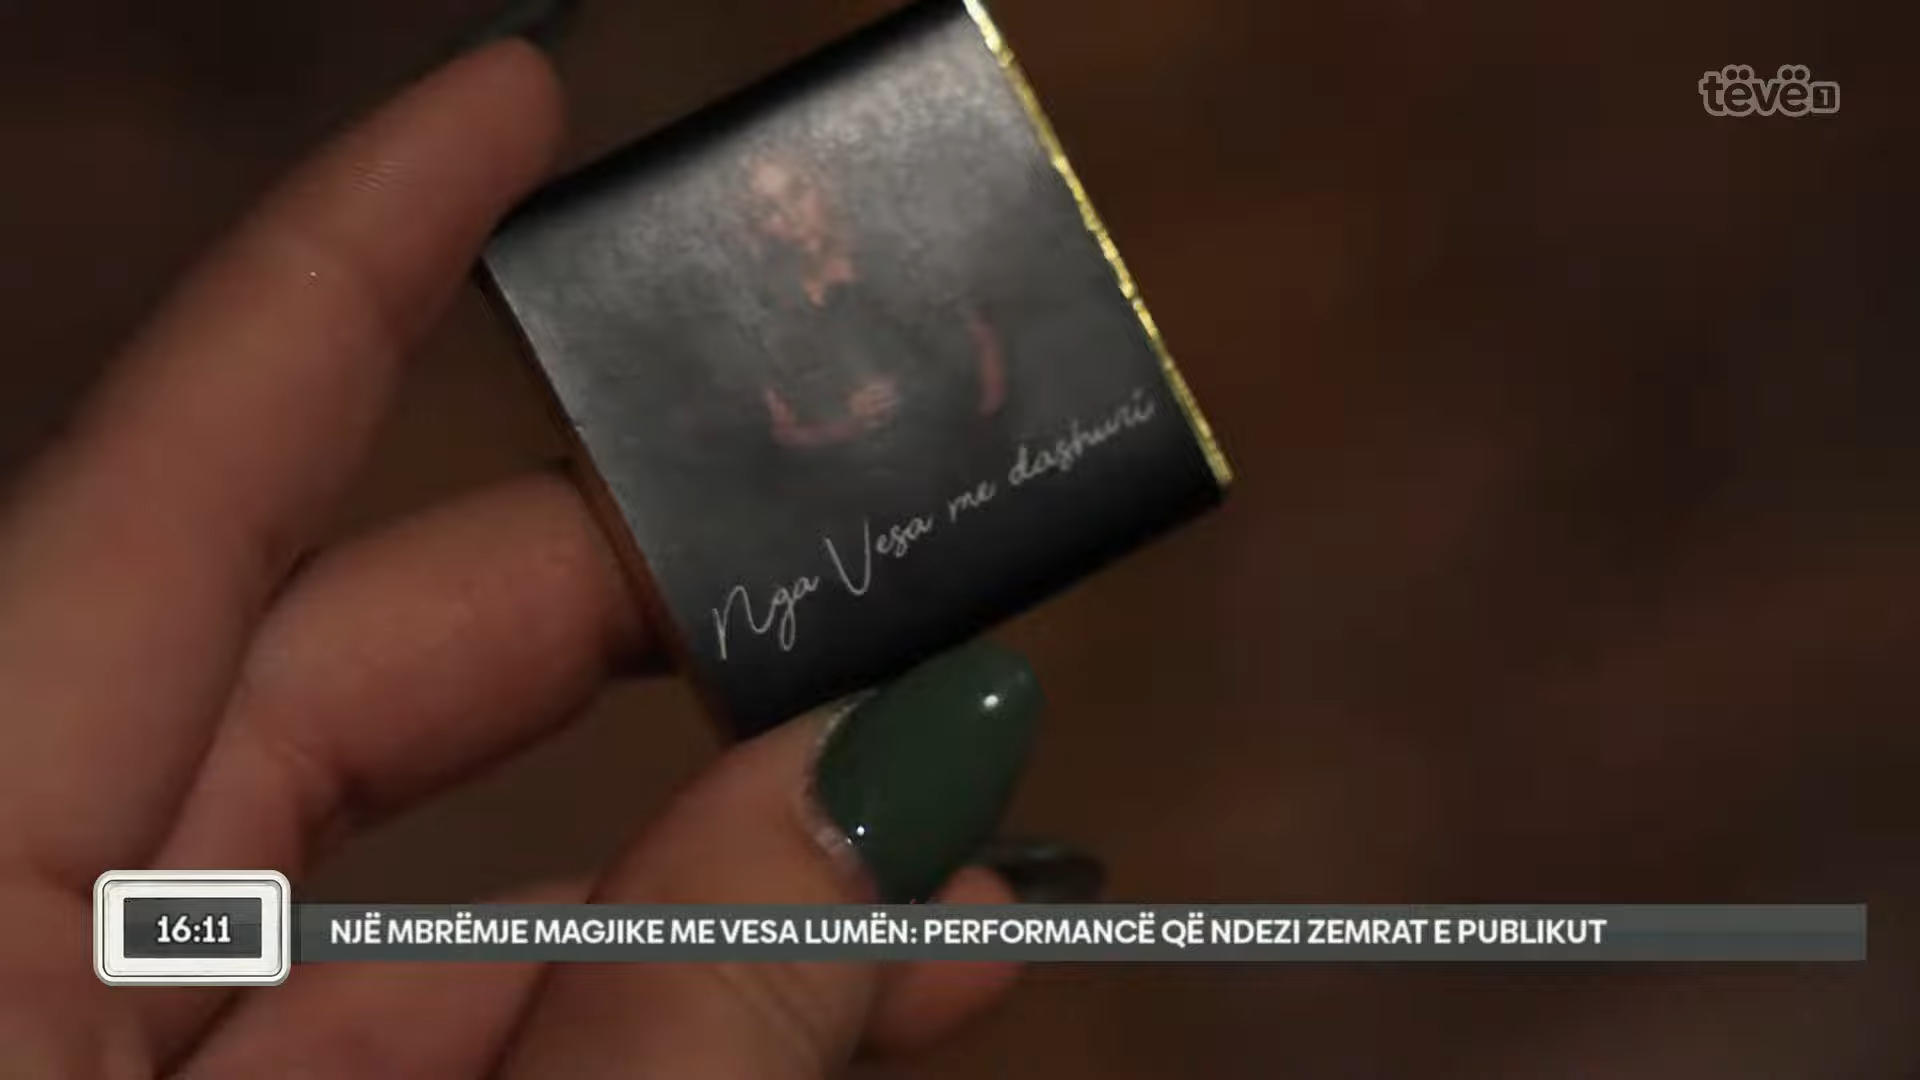 tëvë1
Nga Vesa me dashuri
16:11
NJË MBRËMJE MAGJIKE ME VESA LUMËN: PERFORMANCË QË NDEZI ZEMRAT E PUBLIKUT